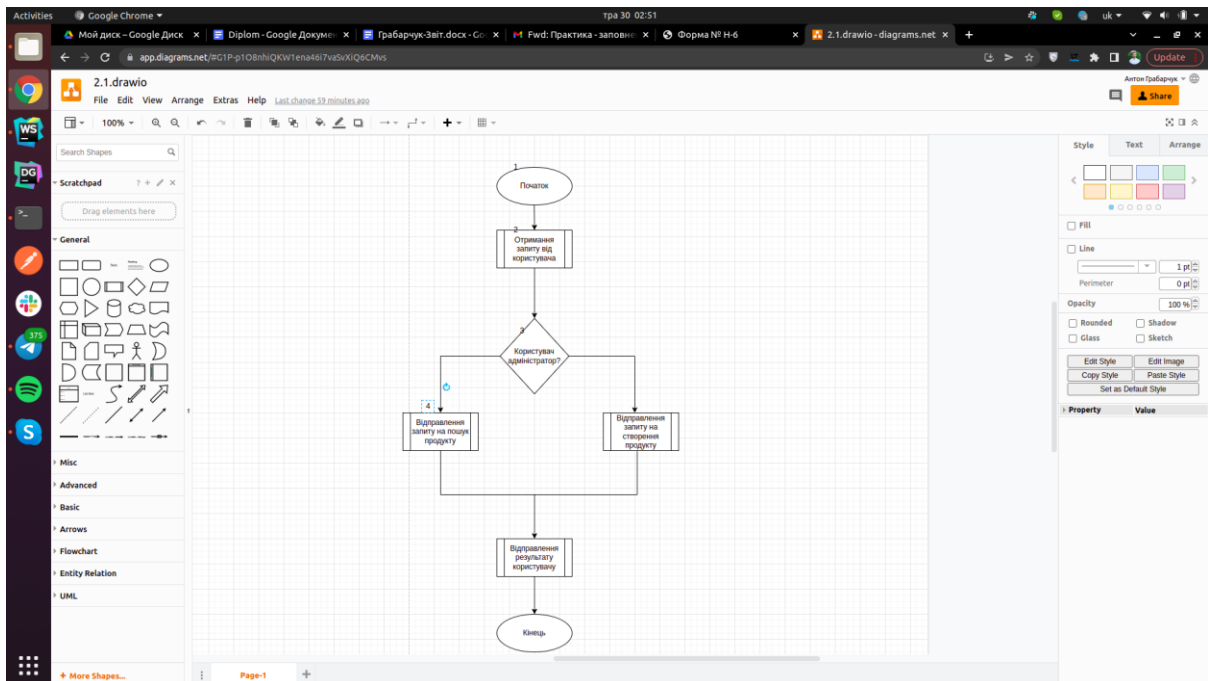 Activities
Google Chrome
тра 30 02:51
uk
Мой диск – Google Диск
Diplom - Google Докумен
Грабарчук-Звіт.docx - Go
Fwd: Практика - заповне
Форма № Н-6
2.1.drawio - diagrams.net
app.diagrams.net/#G1P-p1O8nhiQKW1ena46i7vaSvXiQ6CMvs
Update
2.1.drawio
Антон Грабарчук
File Edit View Arrange Extras Help Last change 59 minutes ago
Share
100%
Search Shapes
Style Text Arrange
Scratchpad
Drag elements here
General
Misc
Advanced
Basic
Arrows
Flowchart
Entity Relation
UML
+ More Shapes...
1
Початок
2
Отримання
запиту від
користувача
3
Користувач
адміністратор?
4
Відправлення
запиту на пошук
продукту
Відправлення
запиту на
створення
продукту
Відправлення
результату
користувачу
Кінець
Page-1
Fill
Line
1 pt
Perimeter
0 pt
Opacity
100 %
Rounded
Shadow
Glass
Sketch
Edit Style
Edit Image
Copy Style
Paste Style
Set as Default Style
Property
Value
WS
DG
375